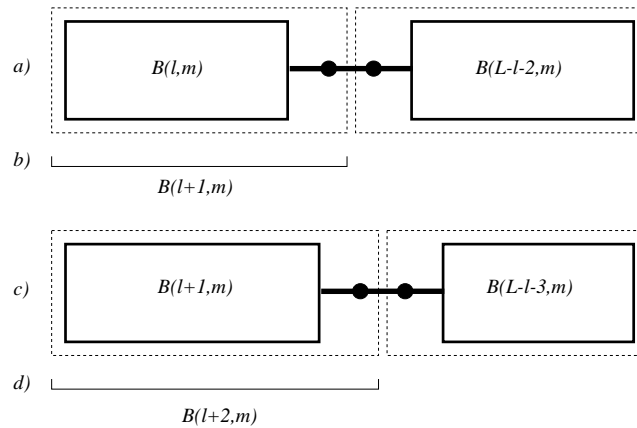 a) B(l,m) B(L-l-2,m)
b)
B(l+1,m)
c) B(l+1,m) B(L-l-3,m)
d)
B(l+2,m)